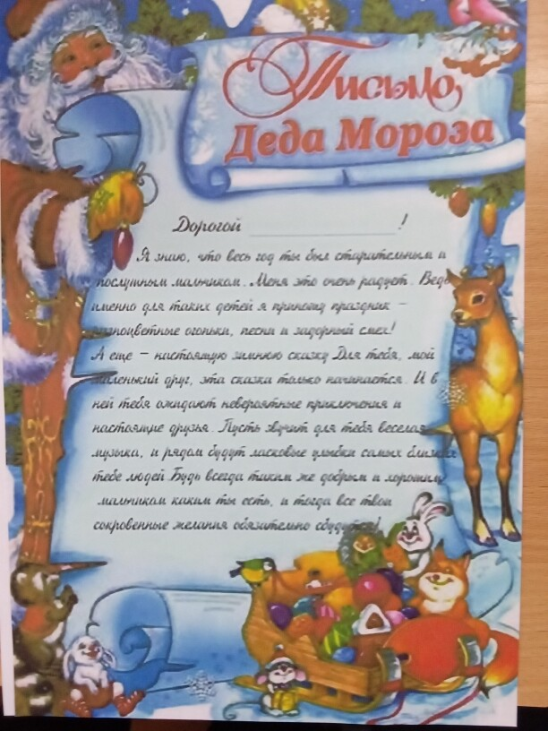 Письмо
Деда Мороза
Дорогой ____________!
Я знаю, что весь год ты был старательным и
послушным мальчиком. Меня это очень радует. Ведь
именно для таких детей я приношу праздник –
разноцветные огоньки, песни и задорный смех!
А еще – настоящую зимнюю сказку Для тебя, мой
маленький друг, эта сказка только начинается. И в
ней тебя ожидают невероятные приключения и
настоящие друзья. Пусть звучит для тебя веселая
музыка, и рядом будут ласковые улыбки самых близких
тебе людей Будь всегда таким же добрым и хорошим
мальчиком каким ты есть, и тогда все твои
сокровенные желания обязательно сбудутся!